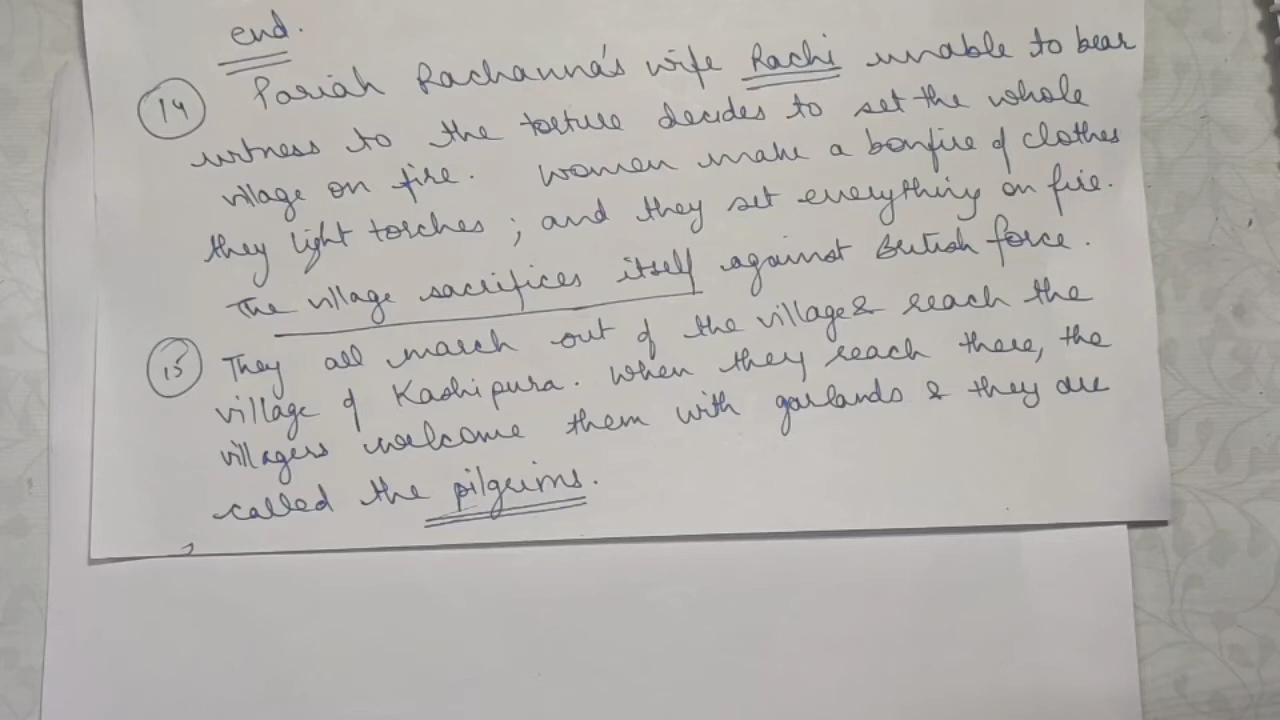 end.
14 Pariah Rachanna's wife Rachi unable to bear
witness to the torture decides to set the whole
village on fire. Women make a bonfire of clothes
they light torches ; and they set everything on fire.
The village sacrifices itself against British force.
15 They all march out of the village & reach the
village of Kashipura. When they reach there, the
villagers welcome them with garlands & they are
called the pilgrims.